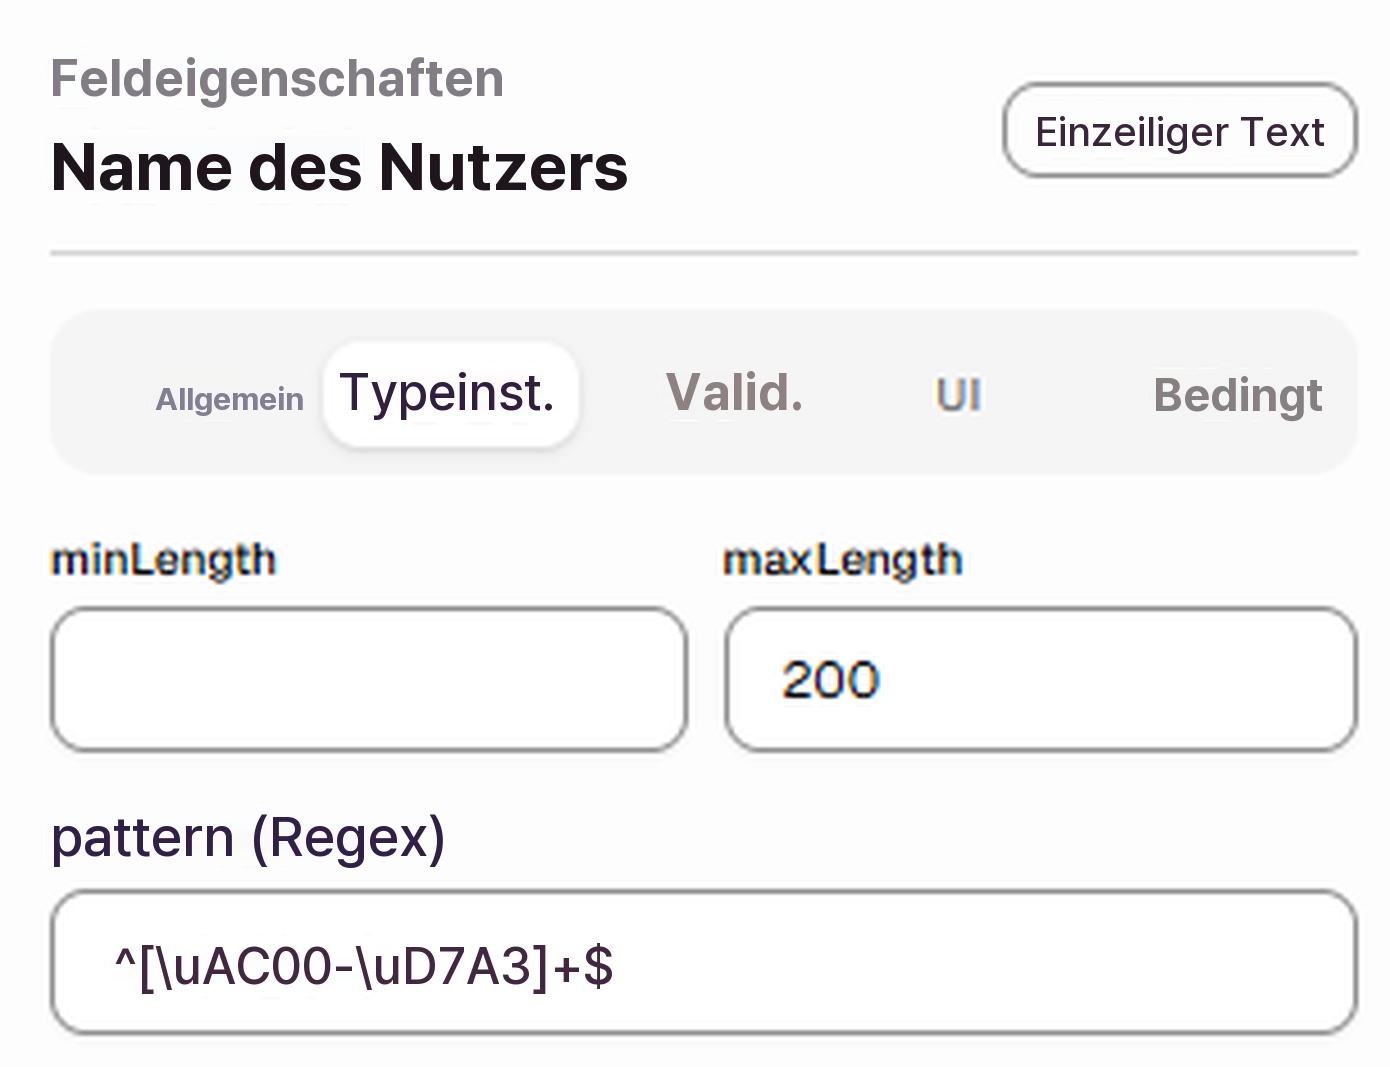 Feldeigenschaften
Name des Nutzers
Einzeiliger Text
Allgemein Typeinst. Valid. UI Bedingt
minLength maxLength
200
pattern (Regex)
^[\uAC00-\uD7A3]+$